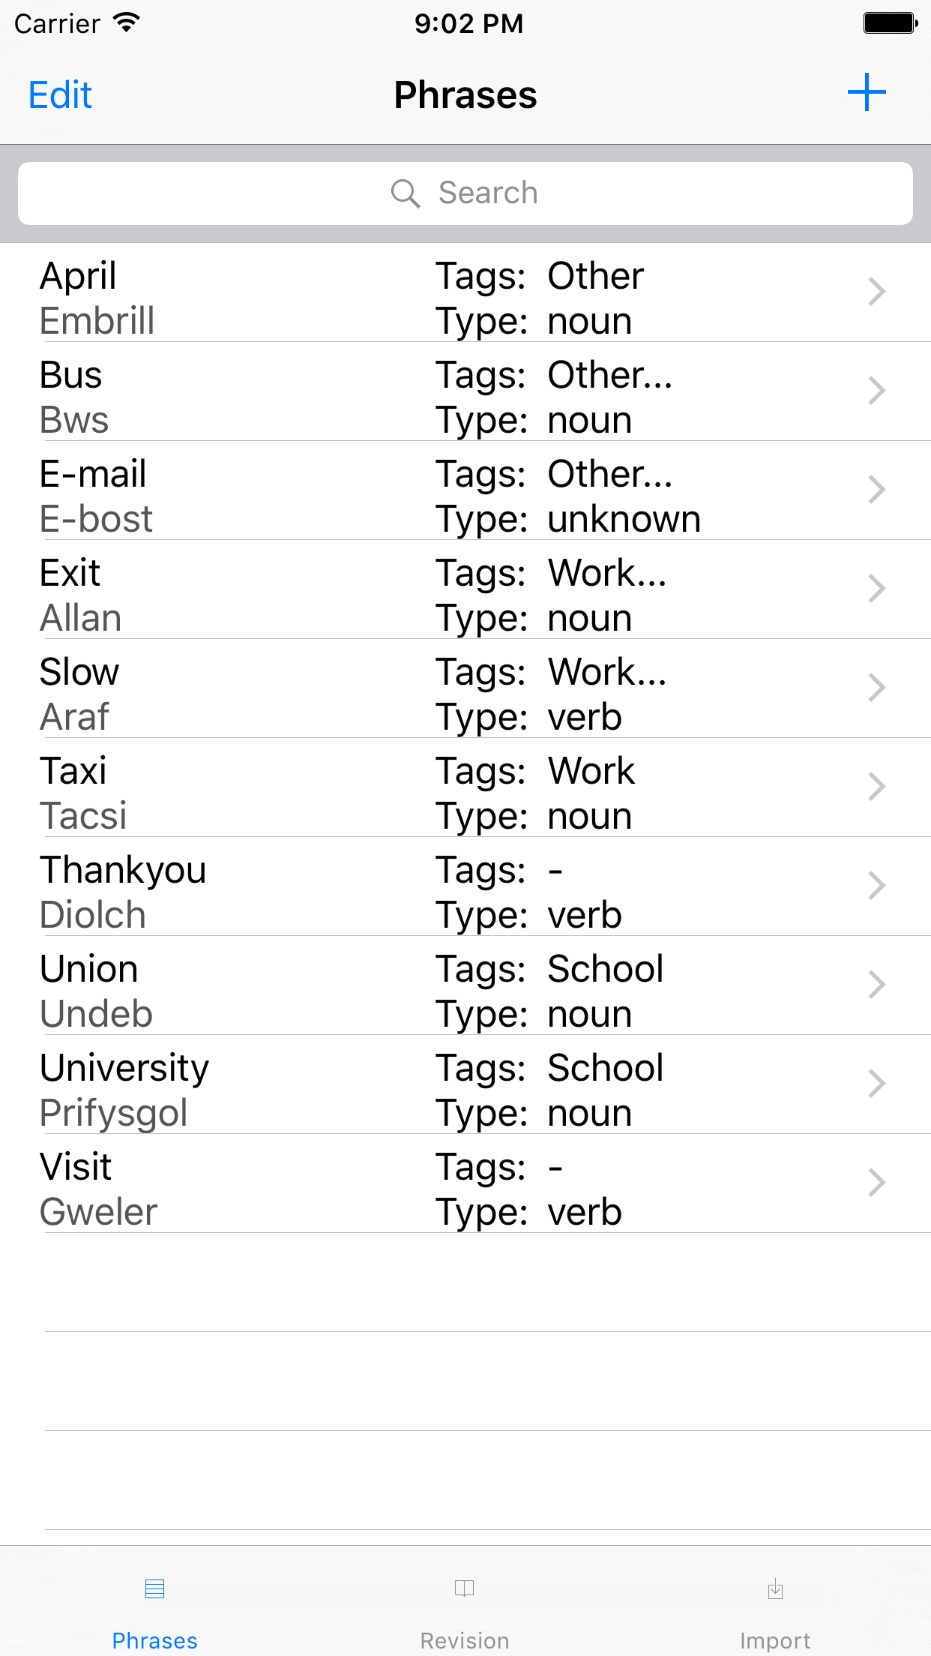 Carrier 9:02 PM
Edit Phrases
Search
April Tags: Other
Embrill Type: noun
Bus Tags: Other...
Bws Type: noun
E-mail Tags: Other...
E-bost Type: unknown
Exit Tags: Work...
Allan Type: noun
Slow Tags: Work...
Araf Type: verb
Taxi Tags: Work
Tacsi Type: noun
Thankyou Tags: -
Diolch Type: verb
Union Tags: School
Undeb Type: noun
University Tags: School
Prifysgol Type: noun
Visit Tags: -
Gweler Type: verb
Phrases Revision Import